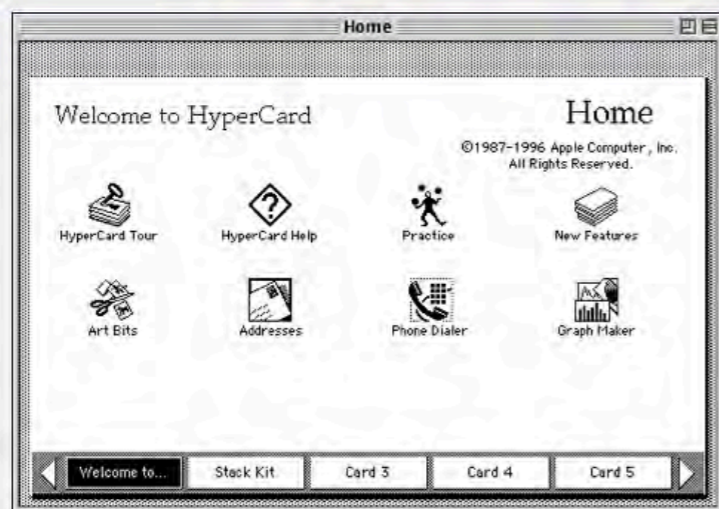 Home
Welcome to HyperCard
Home
©1987-1996 Apple Computer, Inc.
All Rights Reserved.
HyperCard Tour
HyperCard Help
Practice
New Features
Art Bits
Addresses
Phone Dialer
Graph Maker
Welcome to...
Stack Kit
Card 3
Card 4
Card 5